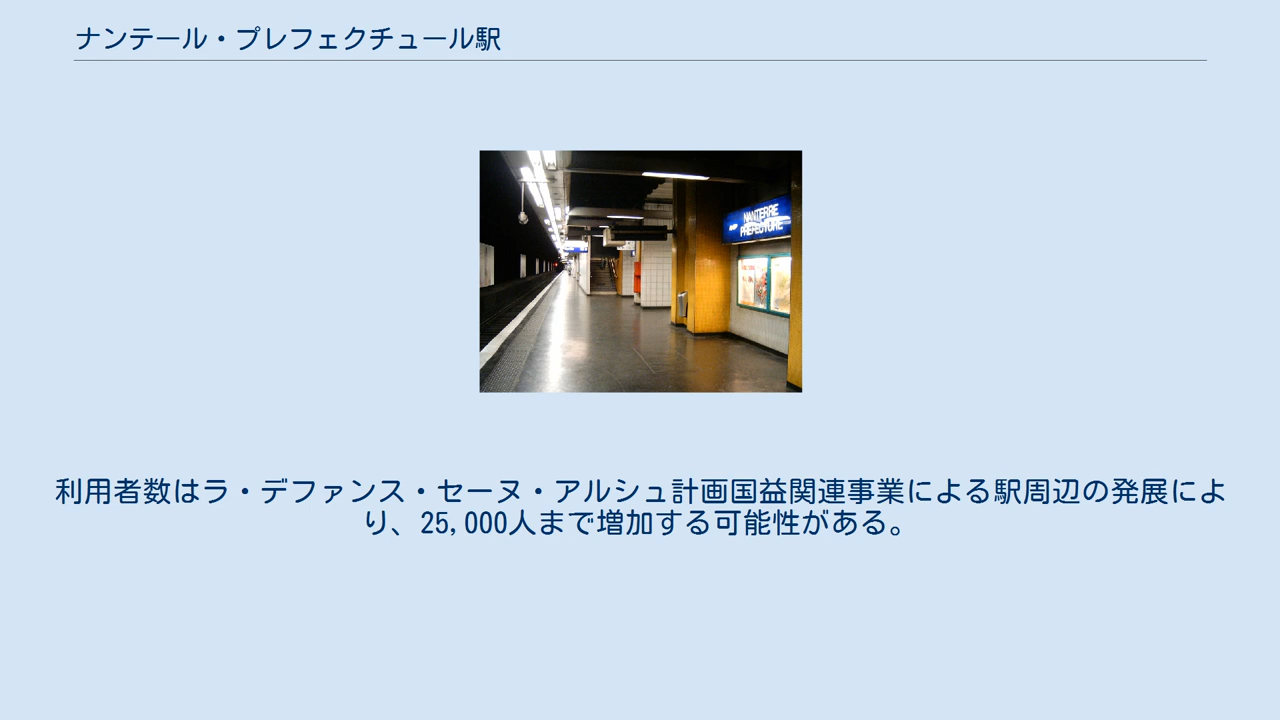 ナンテール・プレフェクチュール駅
NANTERRE
PREFECTURE
利用者数はラ・デファンス・セーヌ・アルシュ計画国益関連事業による駅周辺の発展によ
り、25,000人まで増加する可能性がある。